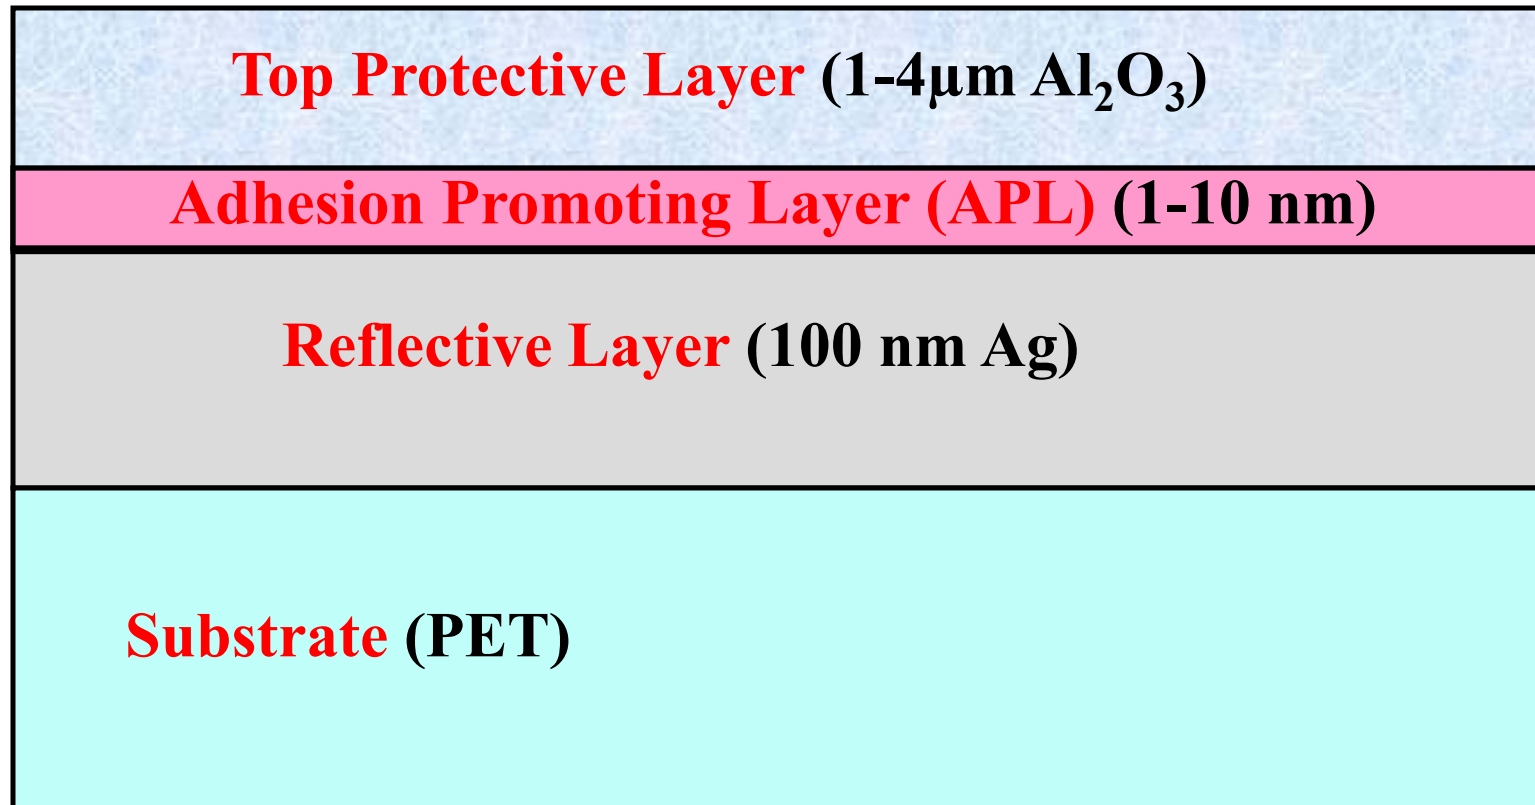 Top Protective Layer (1-4μm Al₂O₃)
Adhesion Promoting Layer (APL) (1-10 nm)
Reflective Layer (100 nm Ag)
Substrate (PET)